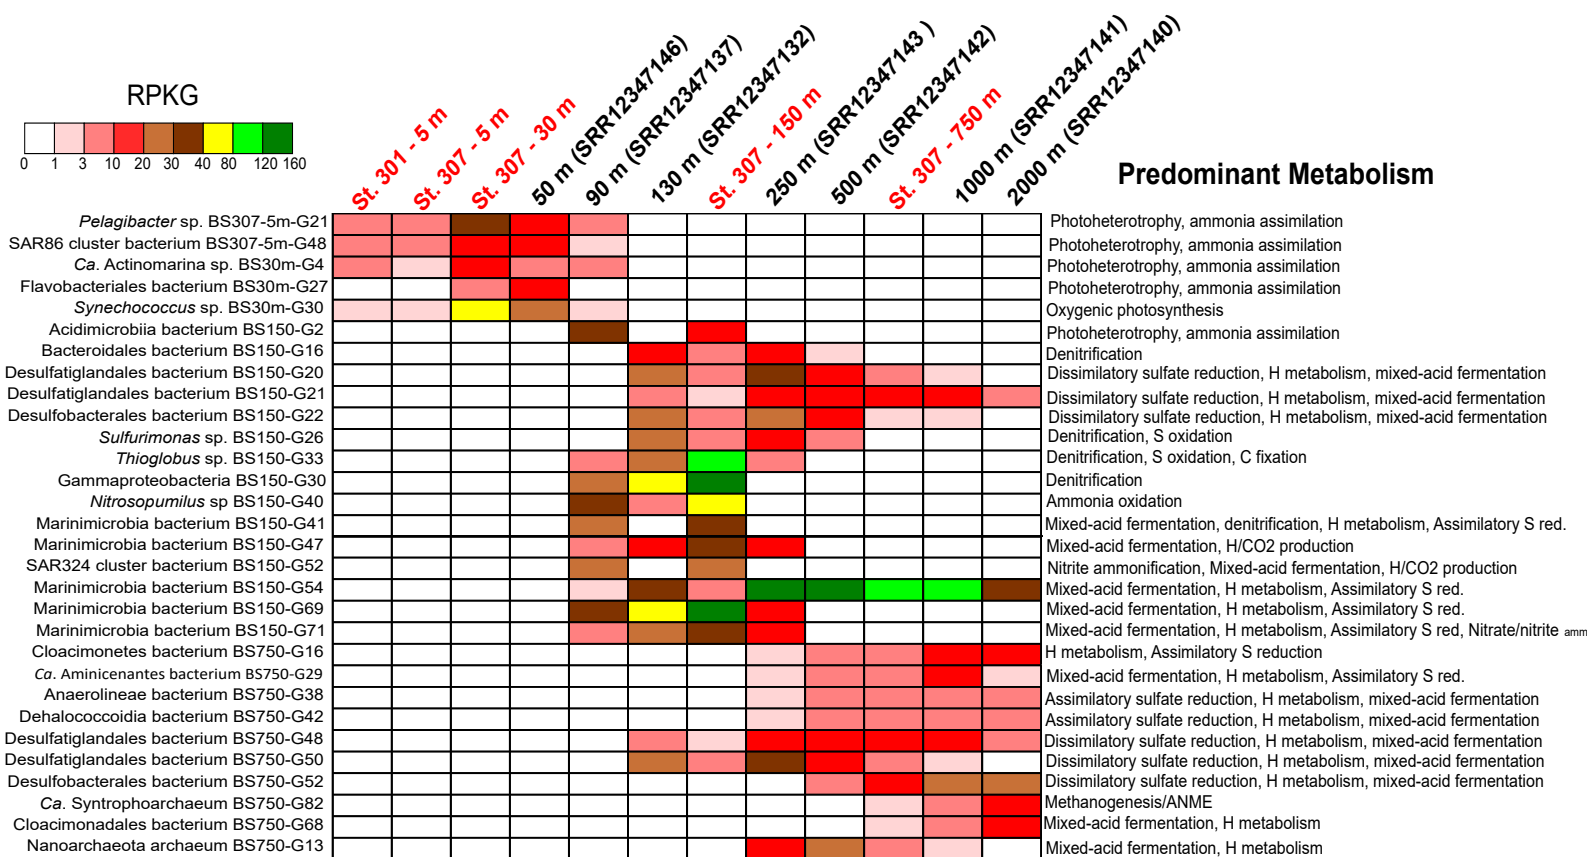 RPKG
0 1 3 10 20 30 40 80 120 160
St. 301 - 5 m
St. 307 - 5 m
St. 307 - 30 m
50 m (SRR12347146)
90 m (SRR12347137)
130 m (SRR12347132)
St. 307 - 150 m
250 m (SRR12347143 )
500 m (SRR12347142)
St. 307 - 750 m
1000 m (SRR12347141)
2000 m (SRR12347140)
Predominant Metabolism
Pelagibacter sp. BS307-5m-G21 Photoheterotrophy, ammonia assimilation
SAR86 cluster bacterium BS307-5m-G48 Photoheterotrophy, ammonia assimilation
Ca. Actinomarina sp. BS30m-G4 Photoheterotrophy, ammonia assimilation
Flavobacteriales bacterium BS30m-G27 Photoheterotrophy, ammonia assimilation
Synechococcus sp. BS30m-G30 Oxygenic photosynthesis
Acidimicrobiia bacterium BS150-G2 Photoheterotrophy, ammonia assimilation
Bacteroidales bacterium BS150-G16 Denitrification
Desulfatiglandales bacterium BS150-G20 Dissimilatory sulfate reduction, H metabolism, mixed-acid fermentation
Desulfatiglandales bacterium BS150-G21 Dissimilatory sulfate reduction, H metabolism, mixed-acid fermentation
Desulfobacterales bacterium BS150-G22 Dissimilatory sulfate reduction, H metabolism, mixed-acid fermentation
Sulfurimonas sp. BS150-G26 Denitrification, S oxidation
Thioglobus sp. BS150-G33 Denitrification, S oxidation, C fixation
Gammaproteobacteria BS150-G30 Denitrification
Nitrosopumilus sp BS150-G40 Ammonia oxidation
Marinimicrobia bacterium BS150-G41 Mixed-acid fermentation, denitrification, H metabolism, Assimilatory S red.
Marinimicrobia bacterium BS150-G47 Mixed-acid fermentation, H/CO2 production
SAR324 cluster bacterium BS150-G52 Nitrite ammonification, Mixed-acid fermentation, H/CO2 production
Marinimicrobia bacterium BS150-G54 Mixed-acid fermentation, H metabolism, Assimilatory S red.
Marinimicrobia bacterium BS150-G69 Mixed-acid fermentation, H metabolism, Assimilatory S red.
Marinimicrobia bacterium BS150-G71 Mixed-acid fermentation, H metabolism, Assimilatory S red, Nitrate/nitrite amm
Cloacimonetes bacterium BS750-G16 H metabolism, Assimilatory S reduction
Ca. Aminicenantes bacterium BS750-G29 Mixed-acid fermentation, H metabolism, Assimilatory S red.
Anaerolineae bacterium BS750-G38 Assimilatory sulfate reduction, H metabolism, mixed-acid fermentation
Dehalococcoidia bacterium BS750-G42 Assimilatory sulfate reduction, H metabolism, mixed-acid fermentation
Desulfatiglandales bacterium BS750-G48 Dissimilatory sulfate reduction, H metabolism, mixed-acid fermentation
Desulfatiglandales bacterium BS750-G50 Dissimilatory sulfate reduction, H metabolism, mixed-acid fermentation
Desulfobacterales bacterium BS750-G52 Dissimilatory sulfate reduction, H metabolism, mixed-acid fermentation
Ca. Syntrophoarchaeum BS750-G82 Methanogenesis/ANME
Cloacimonadales bacterium BS750-G68 Mixed-acid fermentation, H metabolism
Nanoarchaeota archaeum BS750-G13 Mixed-acid fermentation, H metabolism